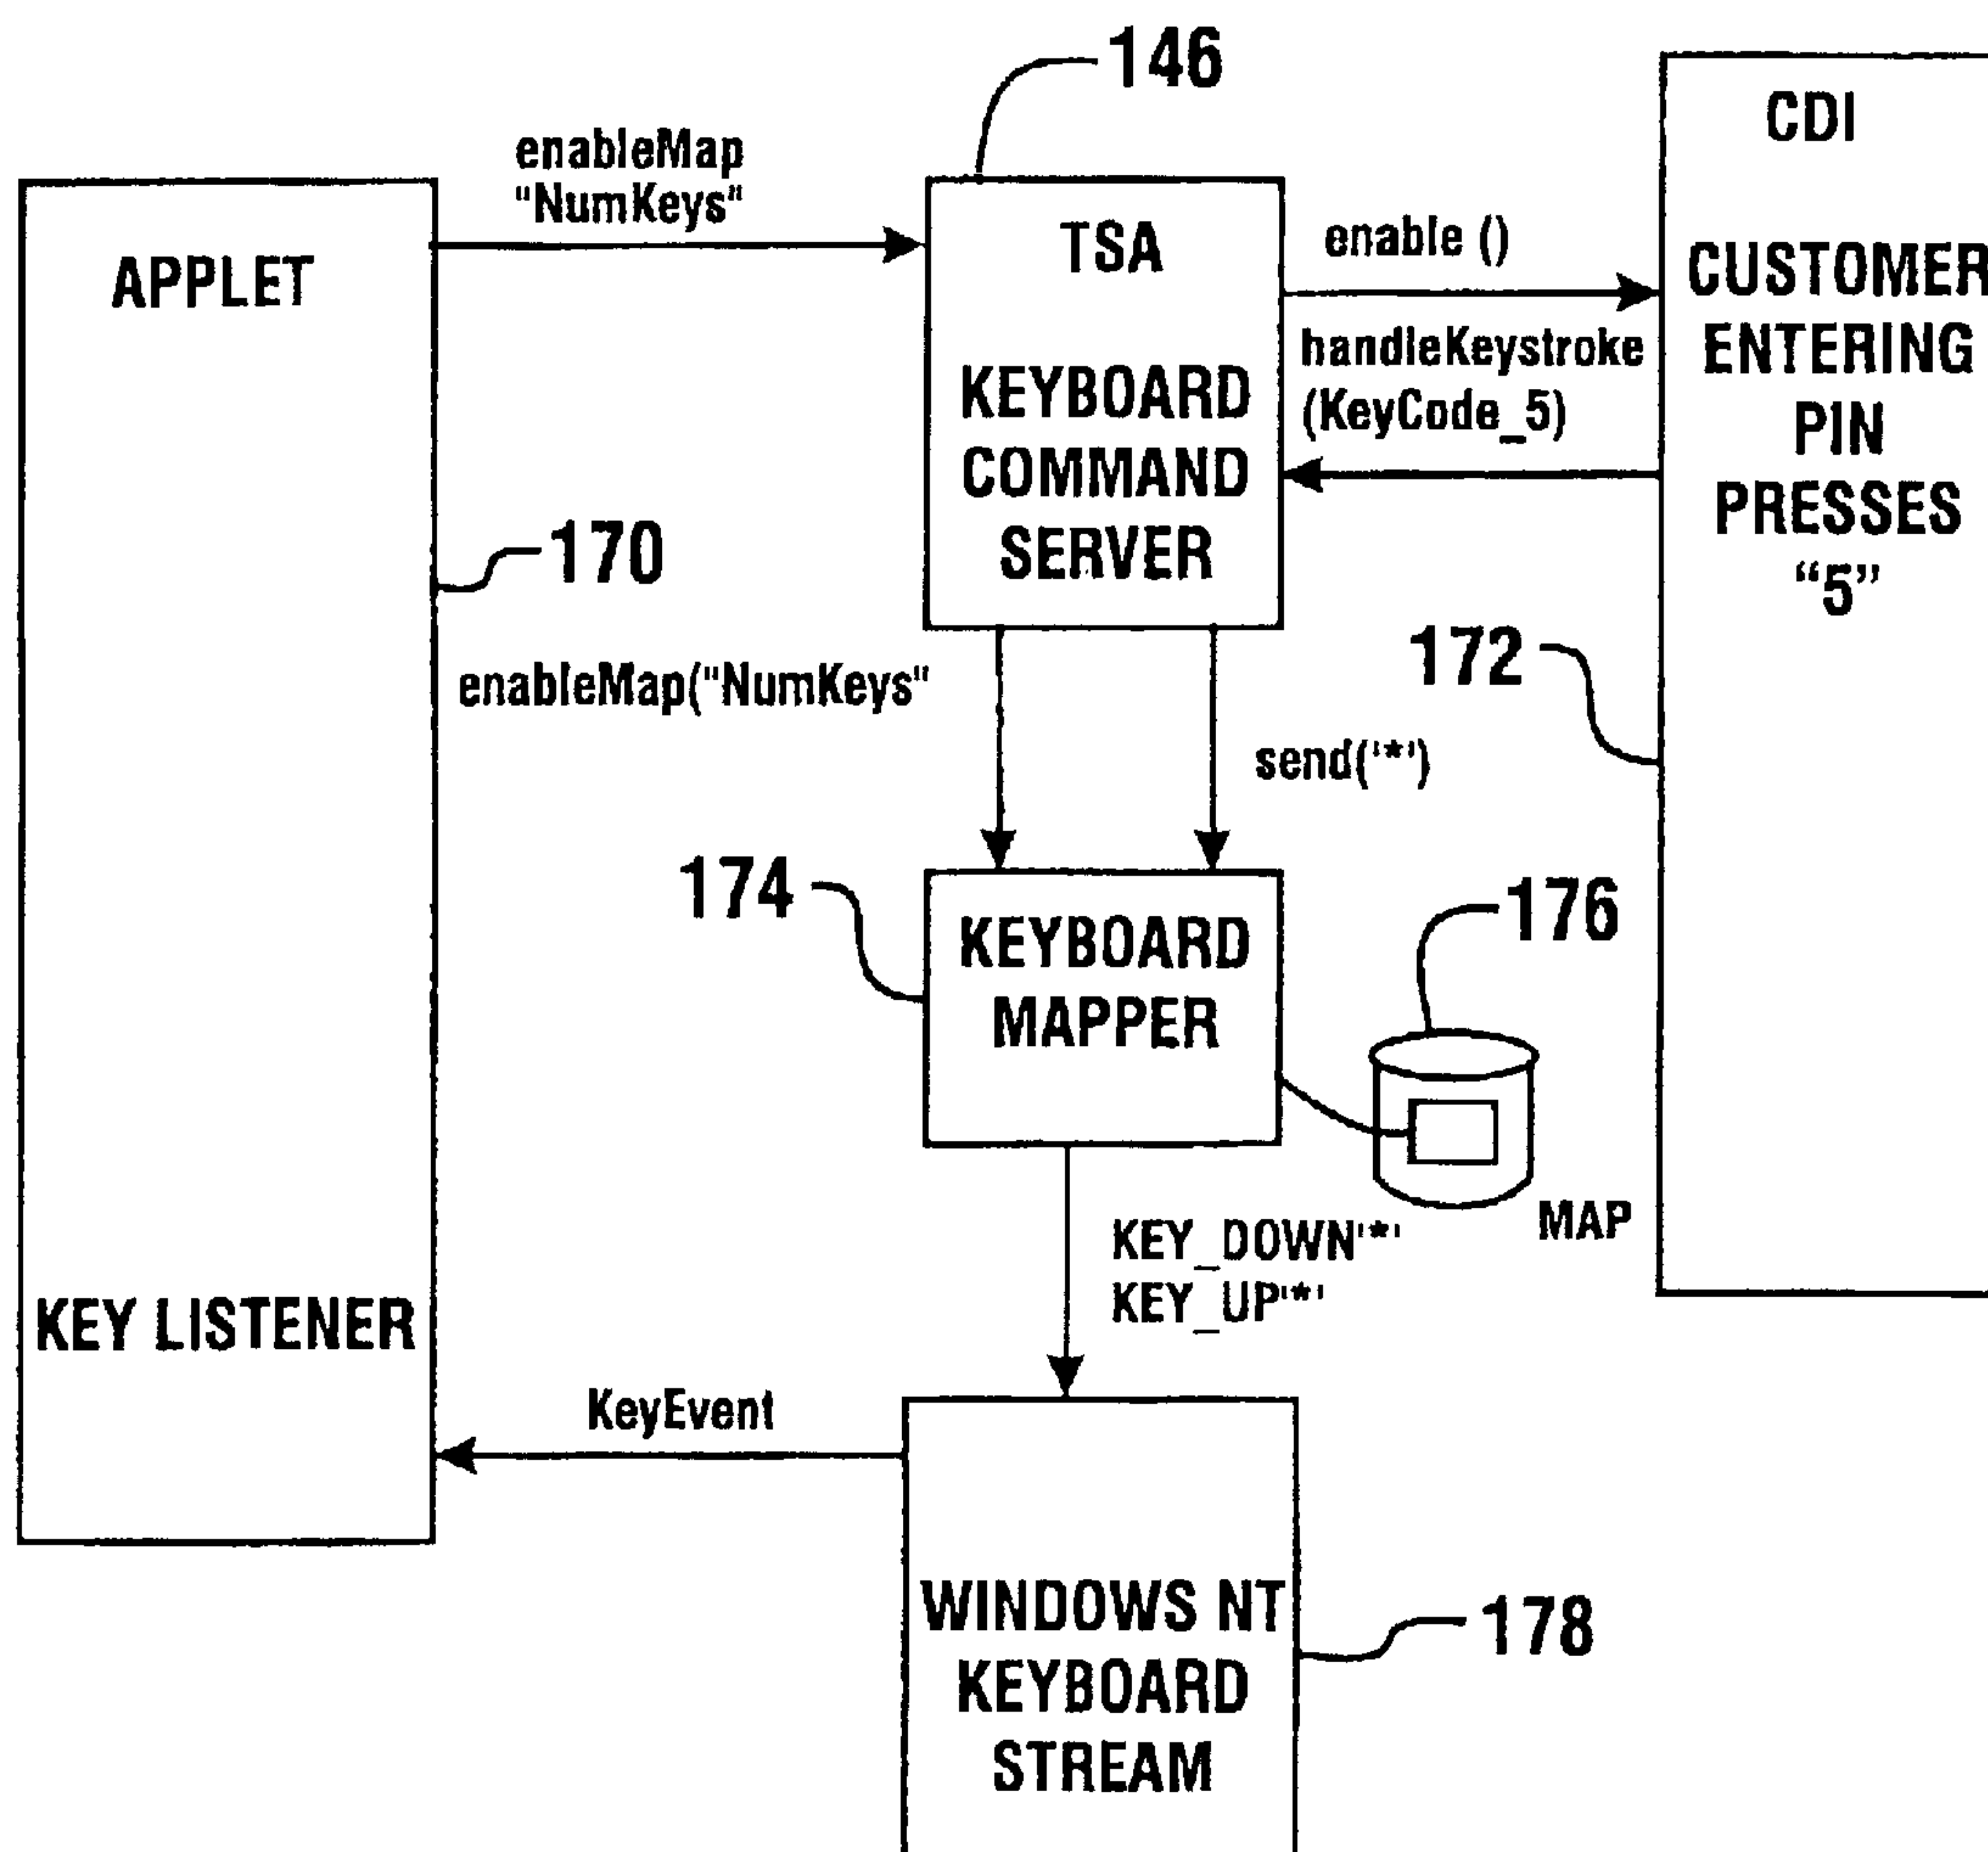 146
CDI
enableMap
"NumKeys"
APPLET
TSA
enable ()
CUSTOMER
ENTERING
PIN
PRESSES
“5”
handleKeystroke
(KeyCode_5)
KEYBOARD
COMMAND
SERVER
170
172
enableMap("NumKeys"
send('*')
174
176
KEYBOARD
MAPPER
MAP
KEY_DOWN'*'
KEY_UP'*'
KEY LISTENER
KeyEvent
WINDOWS NT
KEYBOARD
STREAM
178